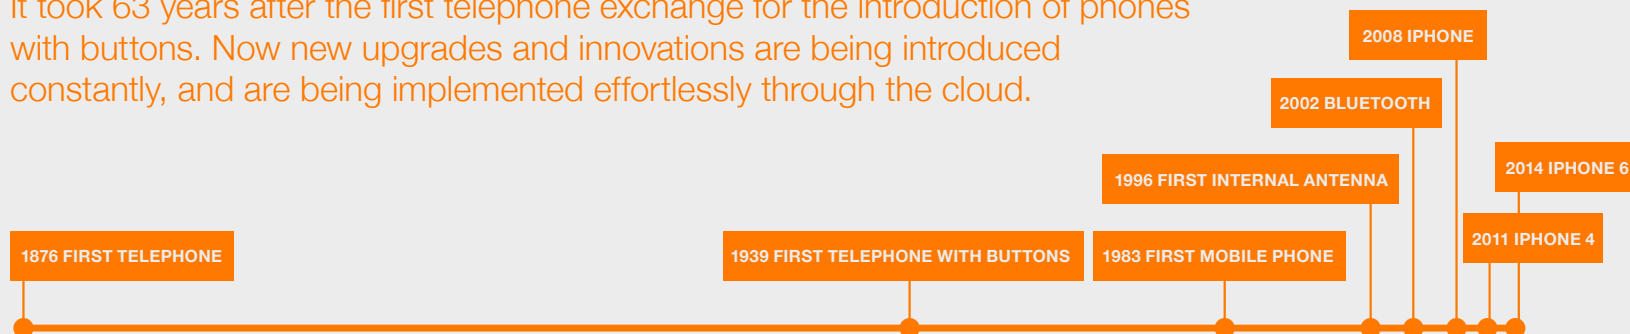 It took 63 years after the first telephone exchange for the introduction of phones
with buttons. Now new upgrades and innovations are being introduced
constantly, and are being implemented effortlessly through the cloud.
2008 IPHONE
2002 BLUETOOTH
1996 FIRST INTERNAL ANTENNA
2014 IPHONE 6
1876 FIRST TELEPHONE
1939 FIRST TELEPHONE WITH BUTTONS
1983 FIRST MOBILE PHONE
2011 IPHONE 4